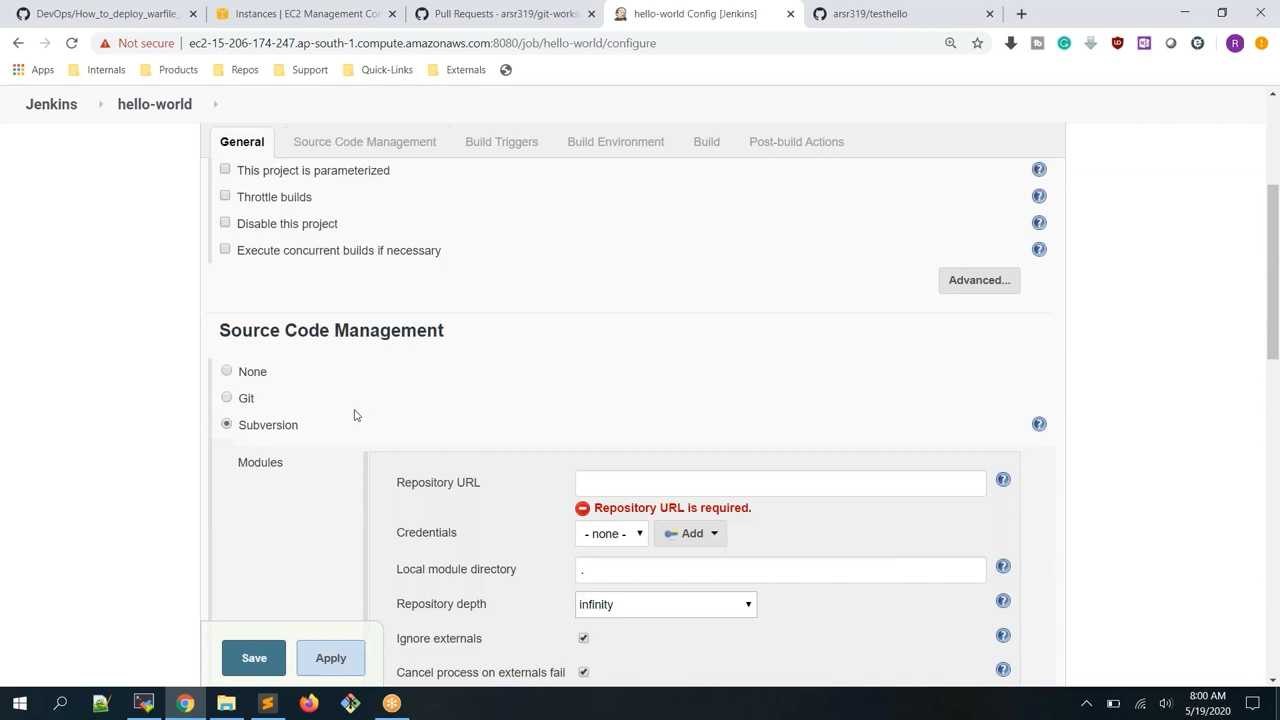 DevOps/How_to_deploy_warfile_
Instances | EC2 Management Co
Pull Requests · arsr319/git-works
hello-world Config [Jenkins]
arsr319/testhello
Not secure | ec2-15-206-174-247.ap-south-1.compute.amazonaws.com:8080/job/hello-world/configure
Apps
Internals
Products
Repos
Support
Quick-Links
Externals
Jenkins
hello-world
General
Source Code Management
Build Triggers
Build Environment
Build
Post-build Actions
This project is parameterized
Throttle builds
Disable this project
Execute concurrent builds if necessary
Advanced...
Source Code Management
None
Git
Subversion
Modules
Repository URL
Repository URL is required.
Credentials
- none -
Add
Local module directory
.
Repository depth
infinity
Ignore externals
Cancel process on externals fail
Save
Apply
8:00 AM
5/19/2020